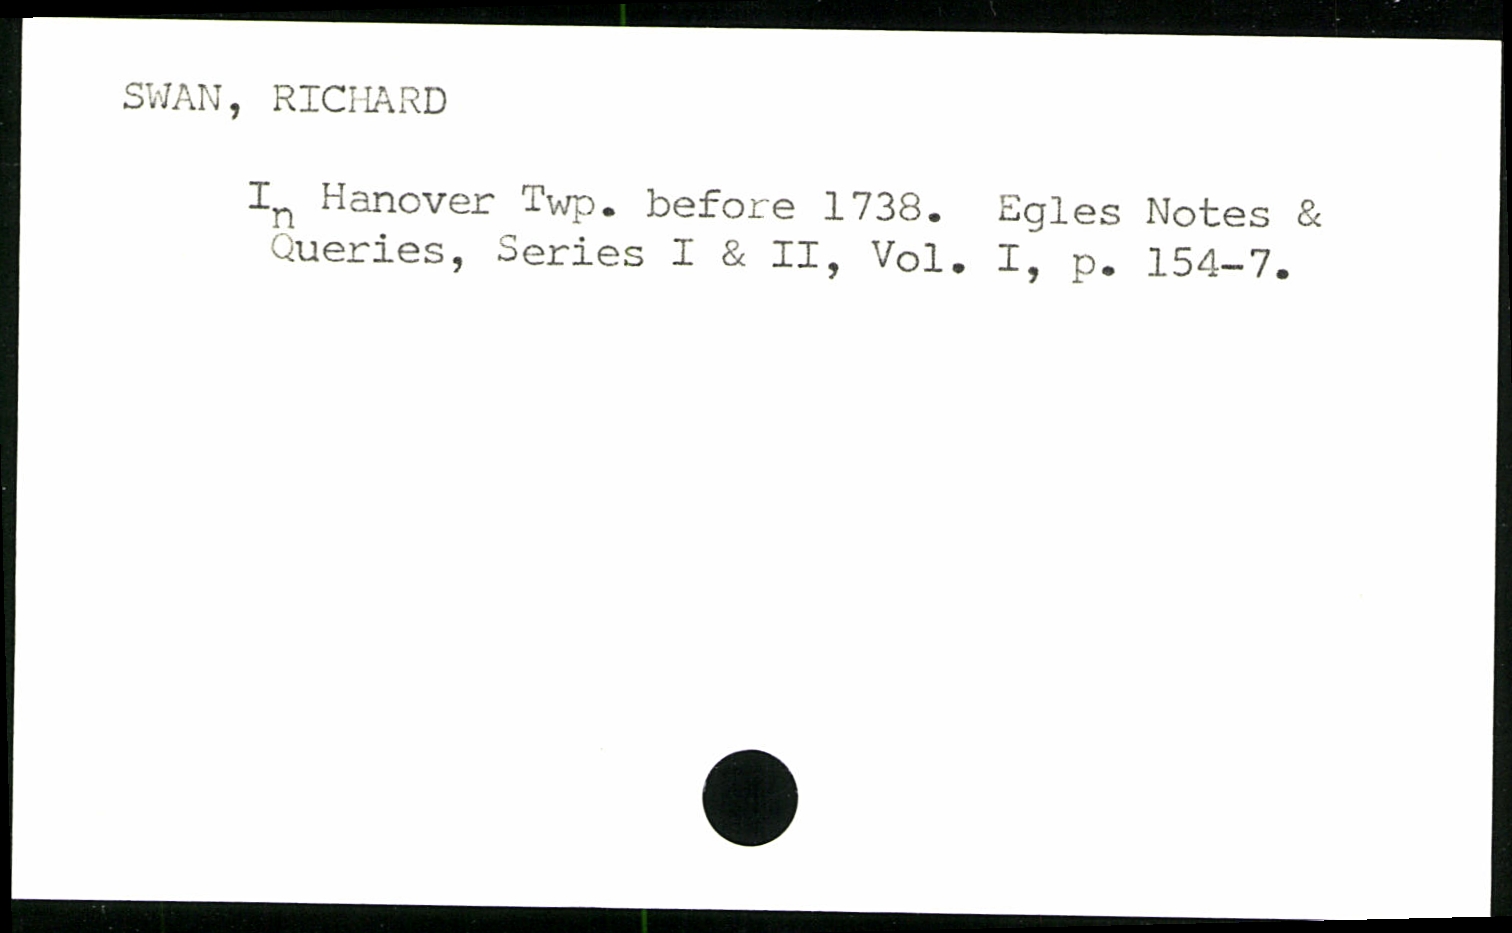 SWAN, RICHARD
In Hanover Twp. before 1738. Egles Notes &
Queries, Series I & II, Vol. I, p. 154-7.